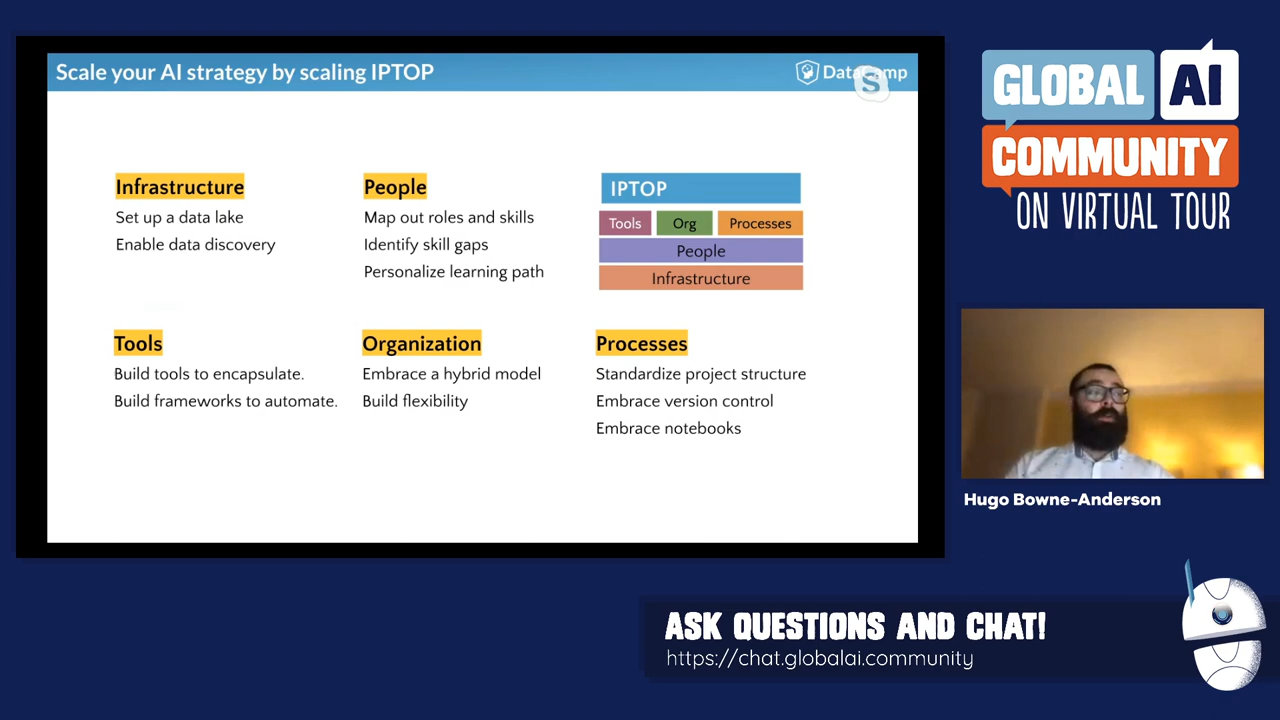 Scale your AI strategy by scaling IPTOP
DataCamp
Infrastructure
Set up a data lake
Enable data discovery
People
Map out roles and skills
Identify skill gaps
Personalize learning path
IPTOP
Tools Org Processes
People
Infrastructure
Tools
Build tools to encapsulate.
Build frameworks to automate.
Organization
Embrace a hybrid model
Build flexibility
Processes
Standardize project structure
Embrace version control
Embrace notebooks
GLOBAL AI
COMMUNITY
ON VIRTUAL TOUR
Hugo Bowne-Anderson
ASK QUESTIONS AND CHAT!
https://chat.globalai.community